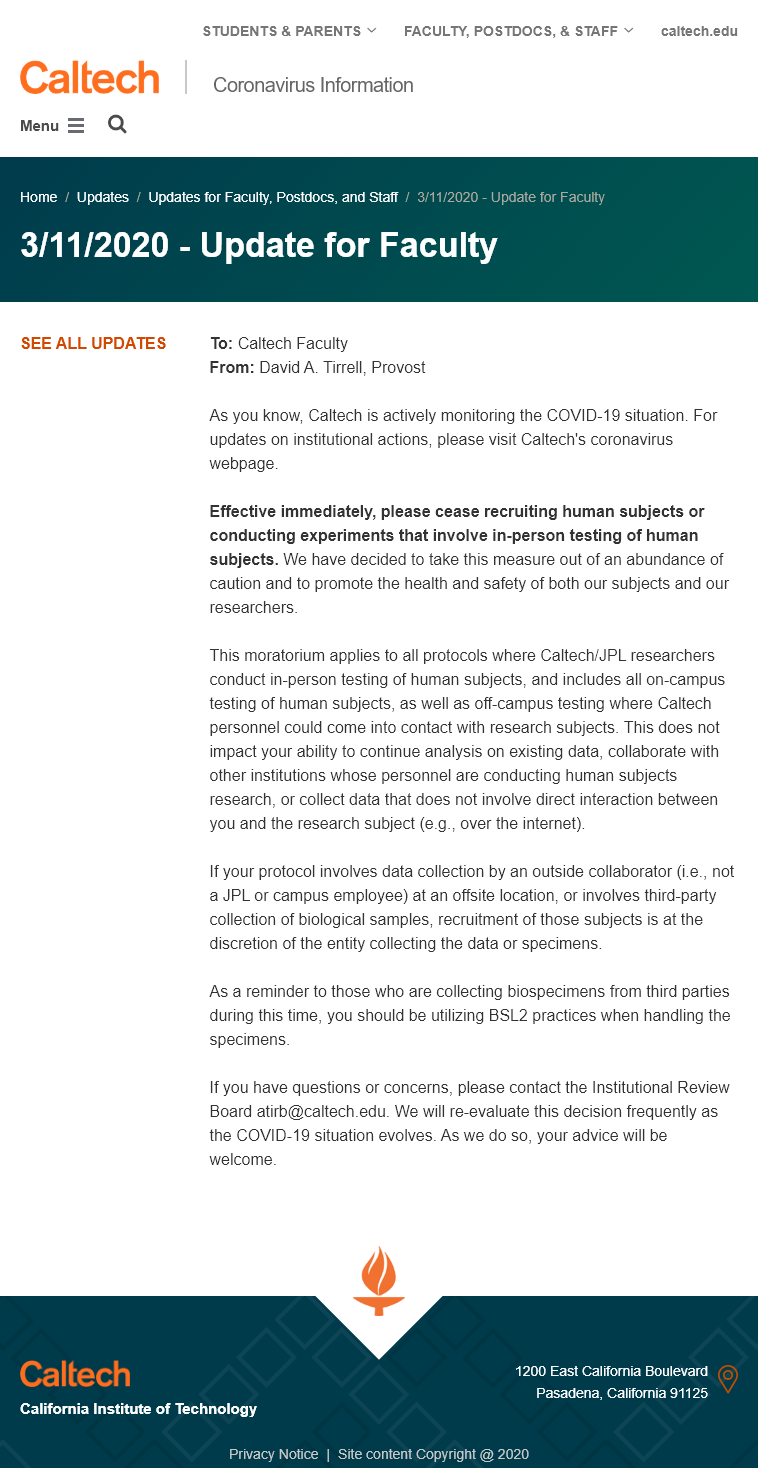 STUDENTS & PARENTS
FACULTY, POSTDOCS, & STAFF
caltech.edu
Caltech
Coronavirus Information
Menu
Home / Updates / Updates for Faculty, Postdocs, and Staff / 3/11/2020 - Update for Faculty
3/11/2020 - Update for Faculty
SEE ALL UPDATES
To: Caltech Faculty
From: David A. Tirrell, Provost
As you know, Caltech is actively monitoring the COVID-19 situation. For
updates on institutional actions, please visit Caltech's coronavirus
webpage.
Effective immediately, please cease recruiting human subjects or
conducting experiments that involve in-person testing of human
subjects. We have decided to take this measure out of an abundance of
caution and to promote the health and safety of both our subjects and our
researchers.
This moratorium applies to all protocols where Caltech/JPL researchers
conduct in-person testing of human subjects, and includes all on-campus
testing of human subjects, as well as off-campus testing where Caltech
personnel could come into contact with research subjects. This does not
impact your ability to continue analysis on existing data, collaborate with
other institutions whose personnel are conducting human subjects
research, or collect data that does not involve direct interaction between
you and the research subject (e.g., over the internet).
If your protocol involves data collection by an outside collaborator (i.e., not
a JPL or campus employee) at an offsite location, or involves third-party
collection of biological samples, recruitment of those subjects is at the
discretion of the entity collecting the data or specimens.
As a reminder to those who are collecting biospecimens from third parties
during this time, you should be utilizing BSL2 practices when handling the
specimens.
If you have questions or concerns, please contact the Institutional Review
Board atirb@caltech.edu. We will re-evaluate this decision frequently as
the COVID-19 situation evolves. As we do so, your advice will be
welcome.
Caltech
California Institute of Technology
1200 East California Boulevard
Pasadena, California 91125
Privacy Notice | Site content Copyright @ 2020